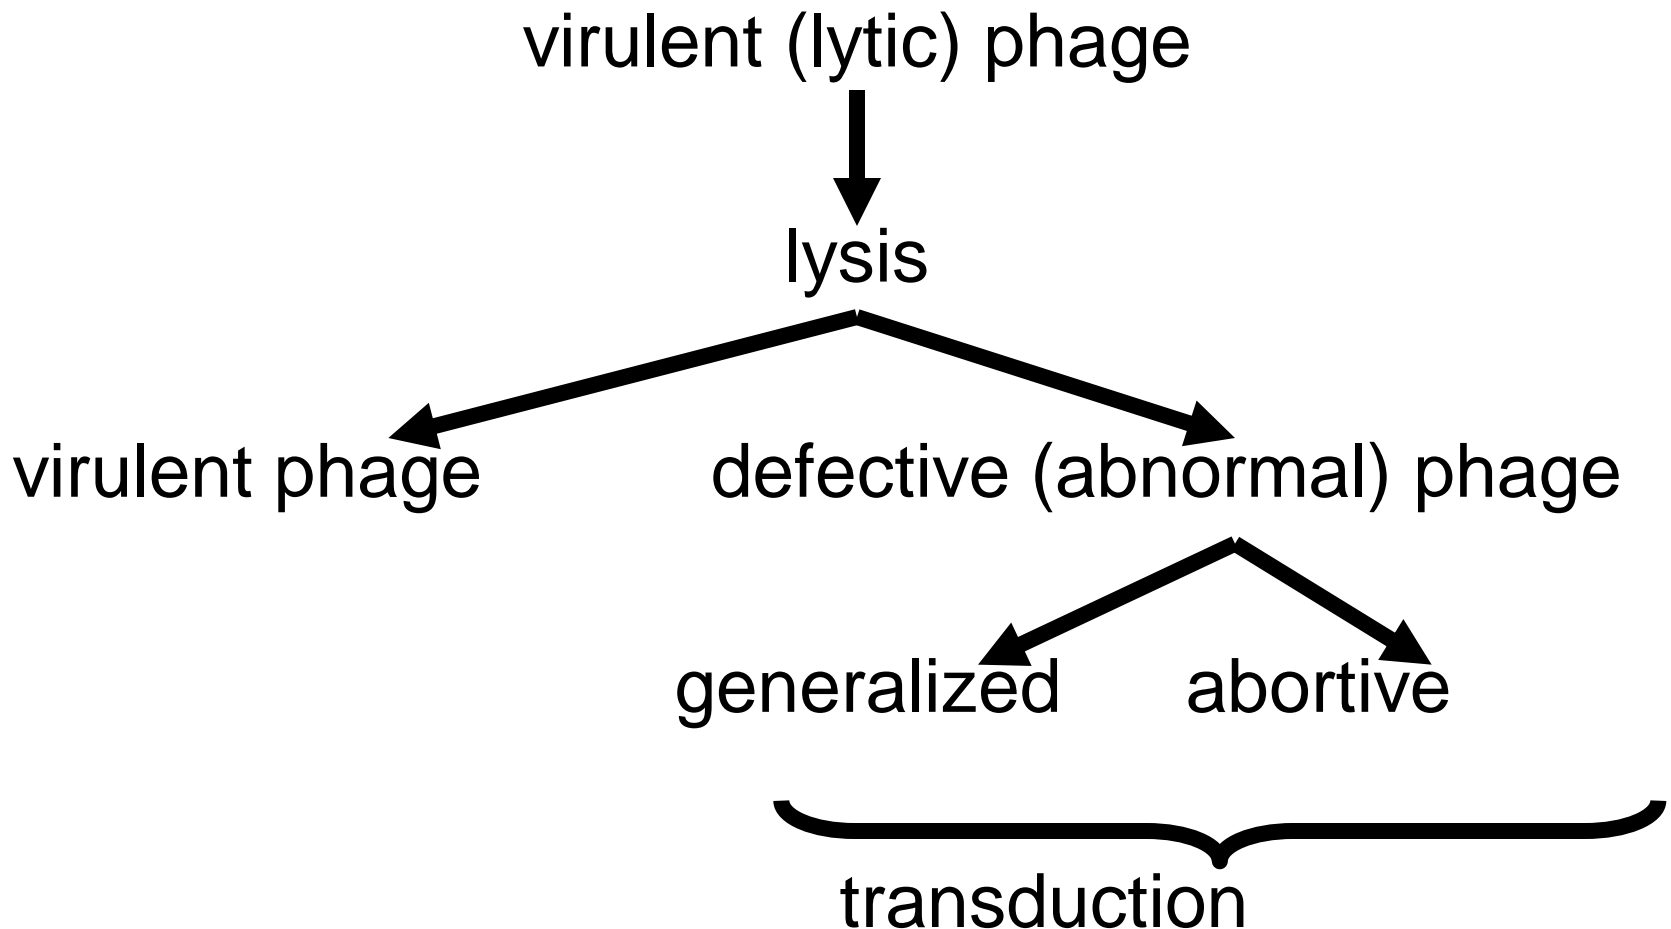 virulent (lytic) phage
lysis
virulent phage
defective (abnormal) phage
generalized
abortive
transduction